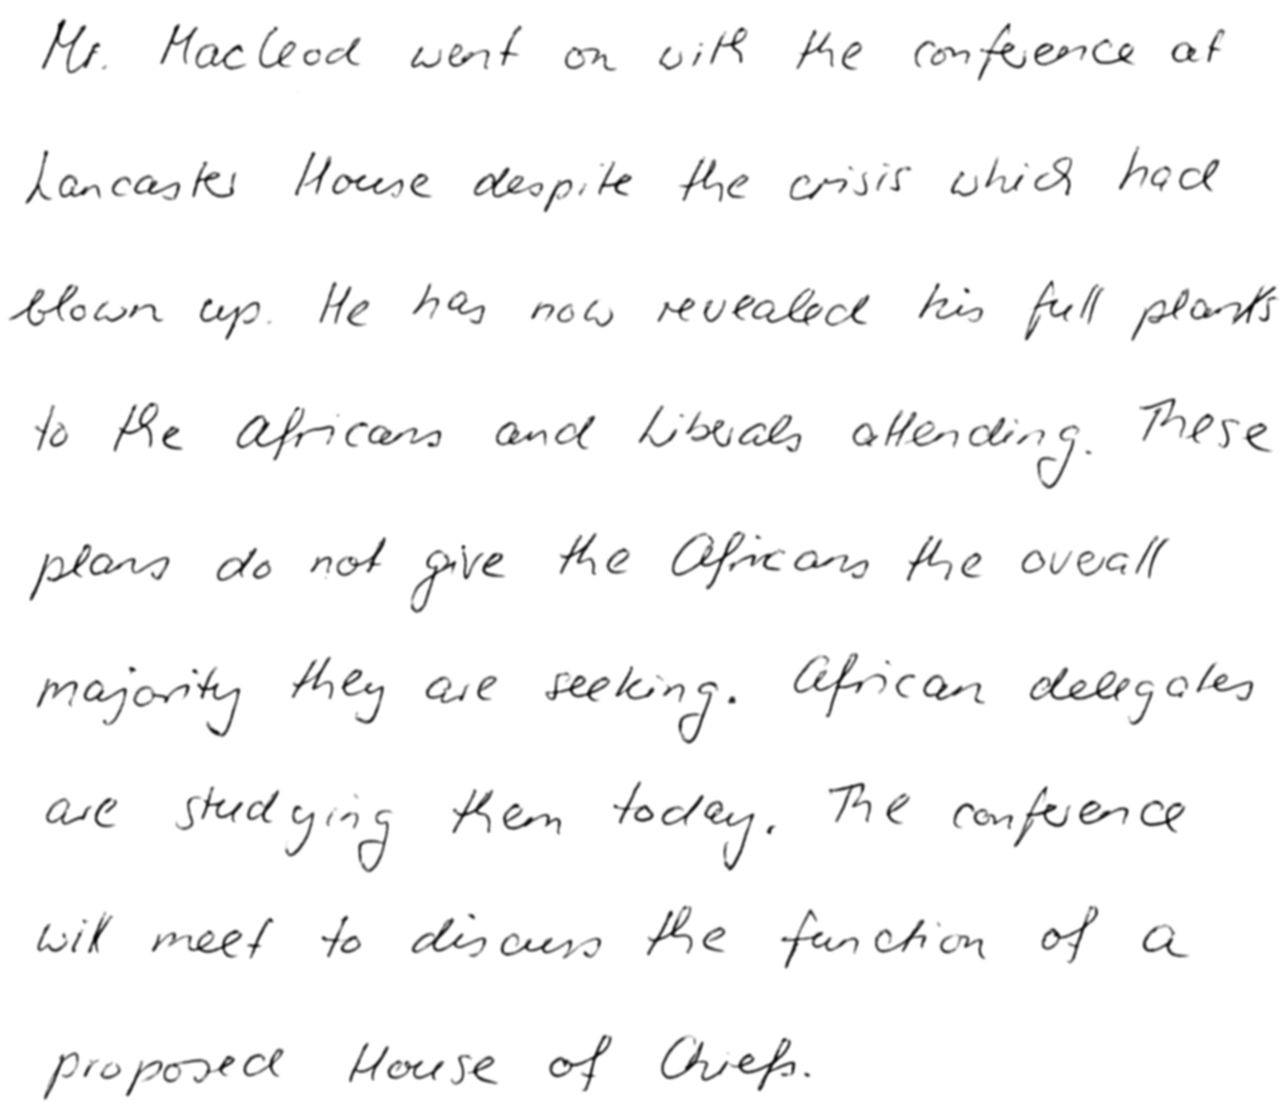 Mr. Macleod went on with the conference at
Lancaster House despite the crisis which had
blown up. He has now revealed his full plants
to the Africans and Liberals attending. These
plans do not give the Africans the overall
majority they are seeking. African delegates
are studying them today. The conference
will meet to discuss the function of a
proposed House of Chiefs.